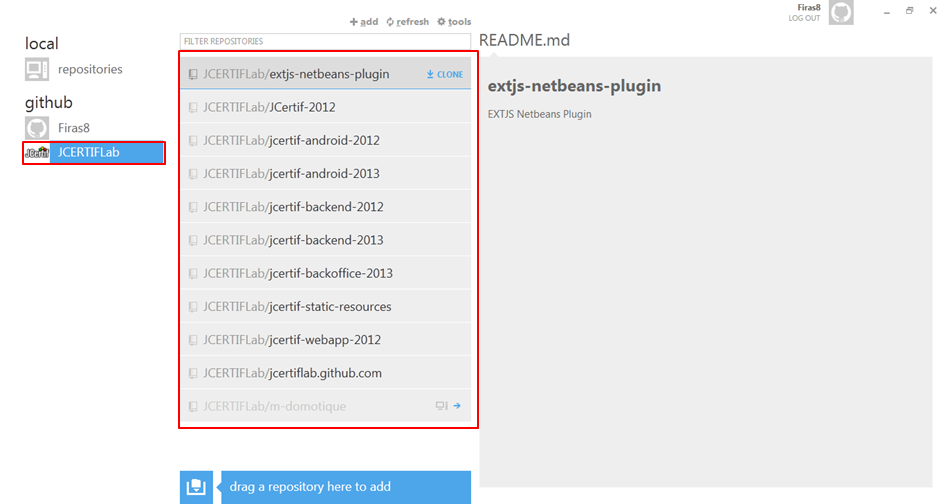 Firas8
LOG OUT
add refresh tools
local
repositories
github
Firas8
JCertif JCERTIFLab
FILTER REPOSITORIES
JCERTIFLab/extjs-netbeans-plugin CLONE
JCERTIFLab/JCertif-2012
JCERTIFLab/jcertif-android-2012
JCERTIFLab/jcertif-android-2013
JCERTIFLab/jcertif-backend-2012
JCERTIFLab/jcertif-backend-2013
JCERTIFLab/jcertif-backoffice-2013
JCERTIFLab/jcertif-static-resources
JCERTIFLab/jcertif-webapp-2012
JCERTIFLab/jcertiflab.github.com
JCERTIFLab/m-domotique
drag a repository here to add
README.md
extjs-netbeans-plugin
EXTJS Netbeans Plugin